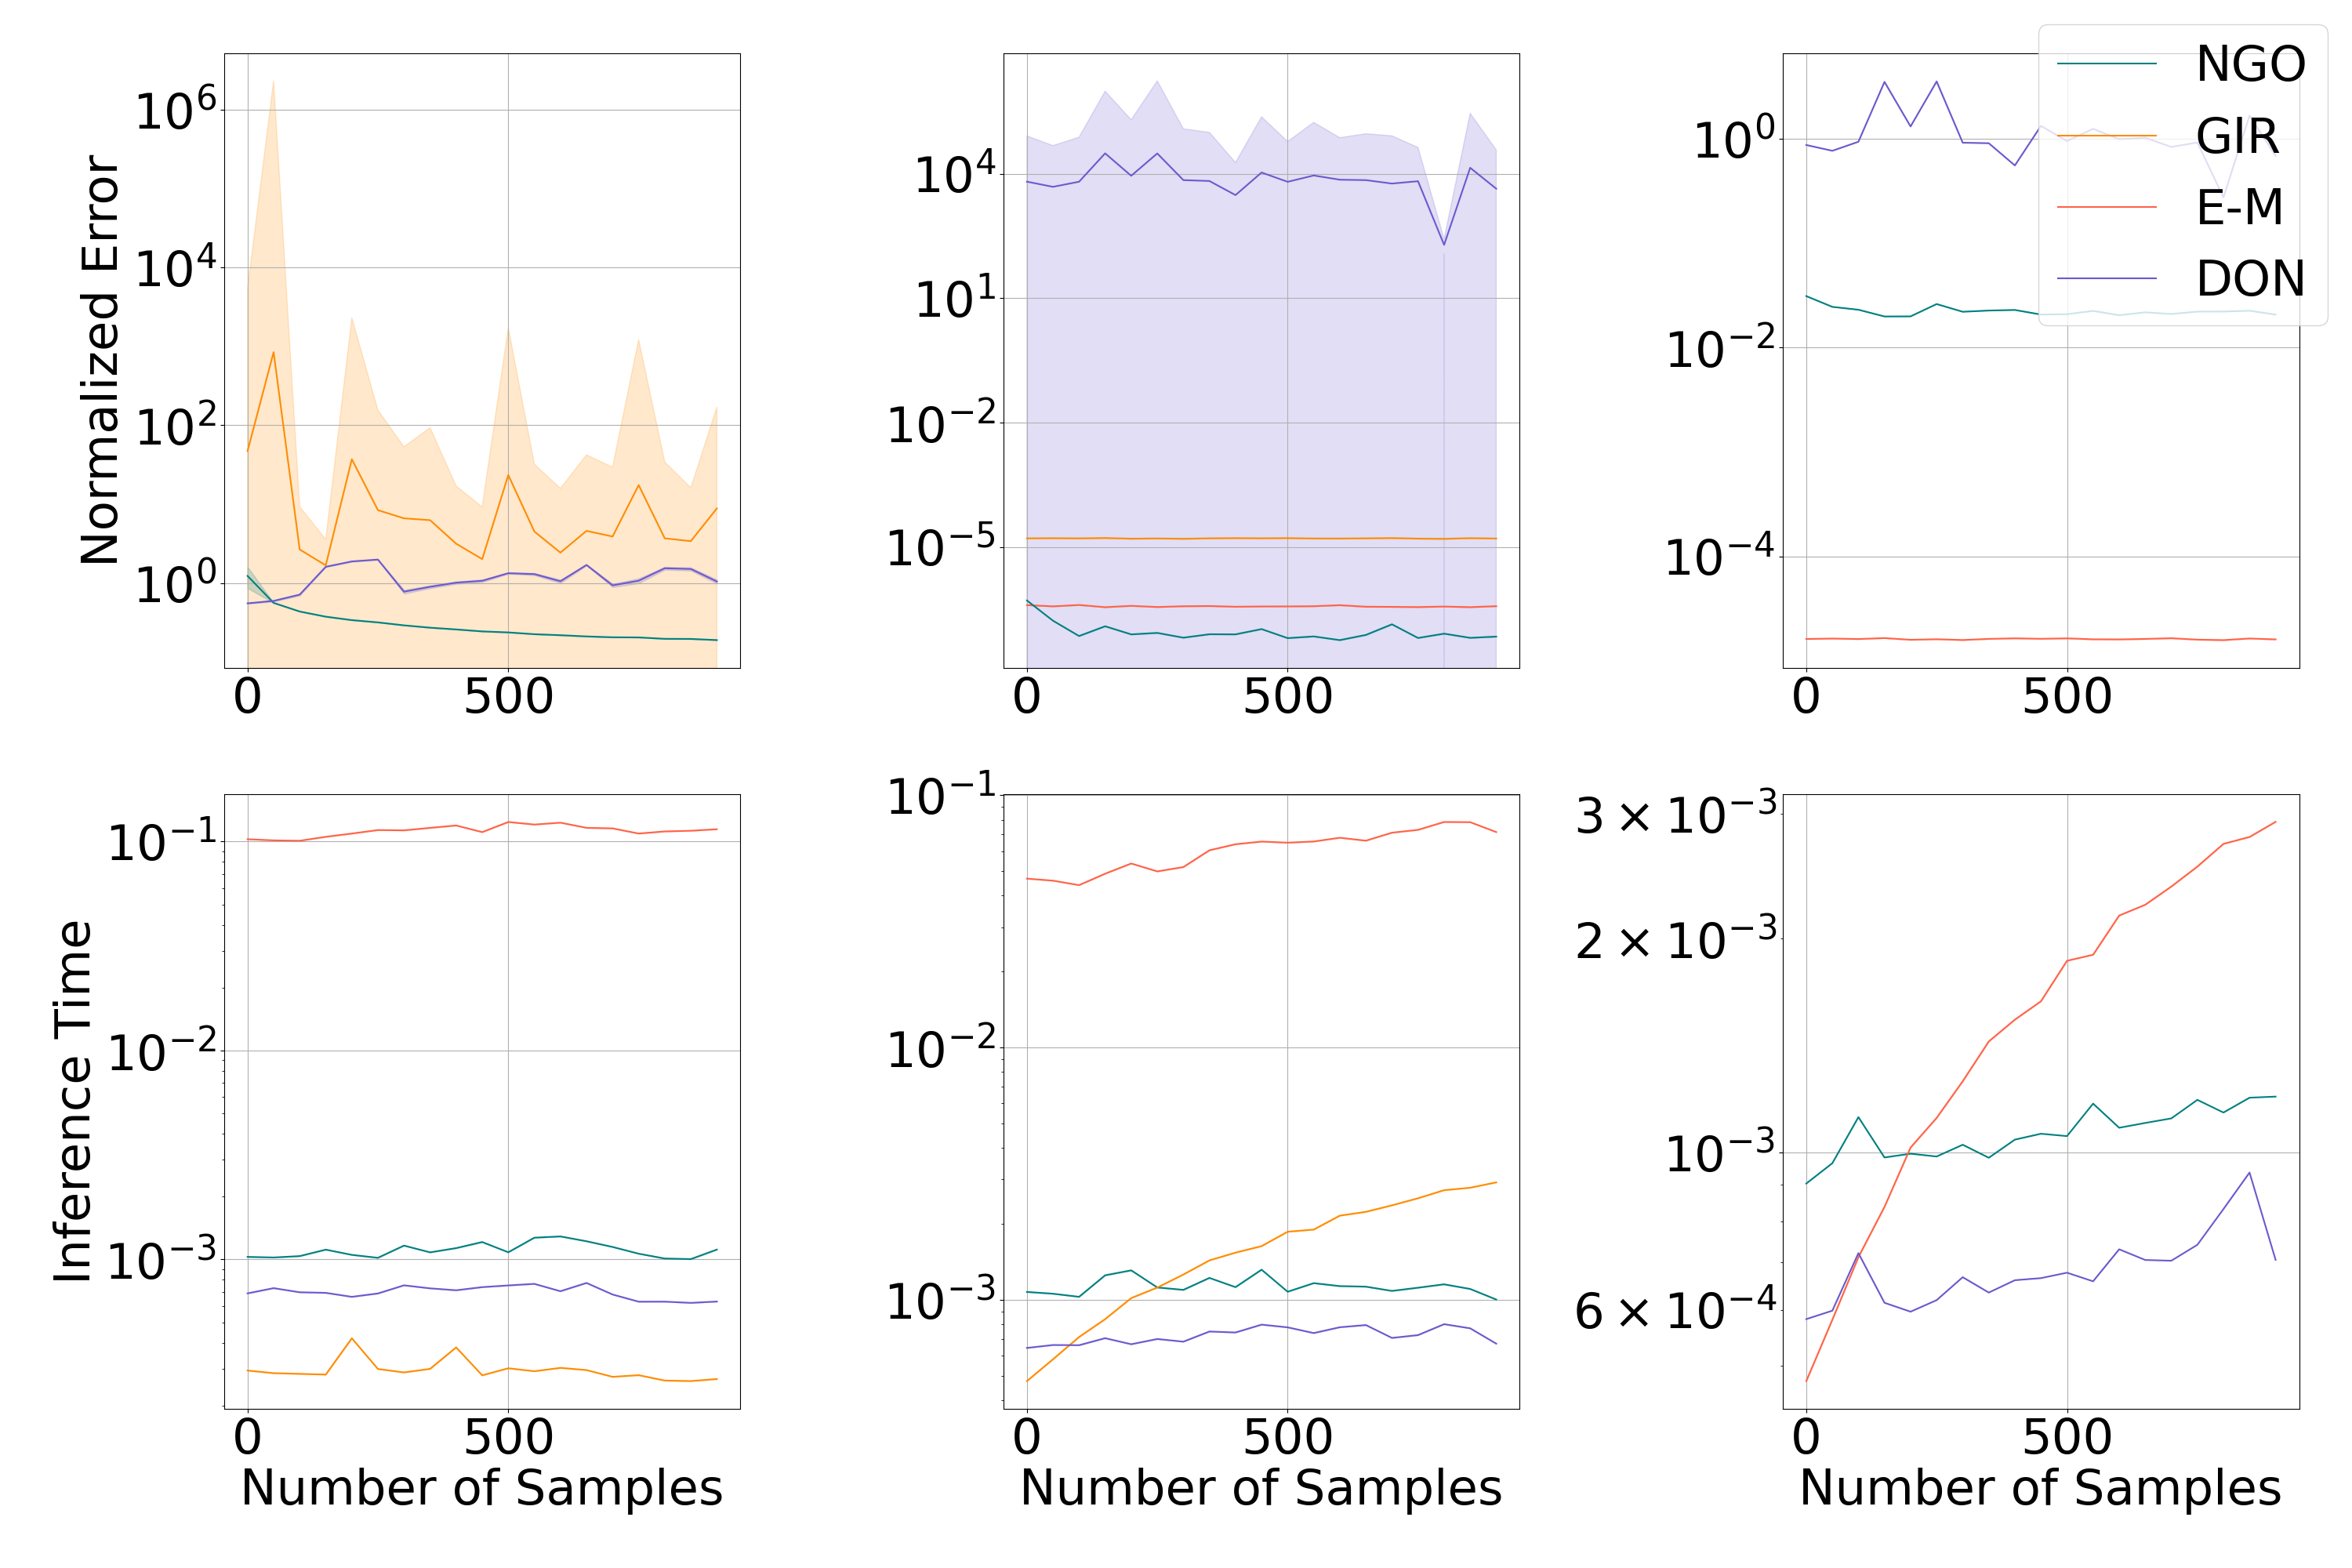 Normalized Error
10^6
10^4
10^2
10^0
0
500
10^4
10^1
10^-2
10^-5
0
500
10^0
10^-2
10^-4
0
500
NGO
GIR
E-M
DON
Inference Time
10^-1
10^-2
10^-3
0
500
Number of Samples
10^-1
10^-2
10^-3
0
500
Number of Samples
3 × 10^-3
2 × 10^-3
10^-3
6 × 10^-4
0
500
Number of Samples